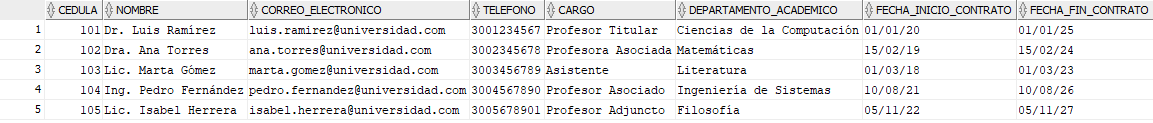 CEDULA NOMBRE CORREO_ELECTRONICO TELEFONO CARGO DEPARTAMENTO_ACADEMICO FECHA_INICIO_CONTRATO FECHA_FIN_CONTRATO
1 101 Dr. Luis Ramírez luis.ramirez@universidad.com 3001234567 Profesor Titular Ciencias de la Computación 01/01/20 01/01/25
2 102 Dra. Ana Torres ana.torres@universidad.com 3002345678 Profesora Asociada Matemáticas 15/02/19 15/02/24
3 103 Lic. Marta Gómez marta.gomez@universidad.com 3003456789 Asistente Literatura 01/03/18 01/03/23
4 104 Ing. Pedro Fernández pedro.fernandez@universidad.com 3004567890 Profesor Asociado Ingeniería de Sistemas 10/08/21 10/08/26
5 105 Lic. Isabel Herrera isabel.herrera@universidad.com 3005678901 Profesor Adjuncto Filosofía 05/11/22 05/11/27